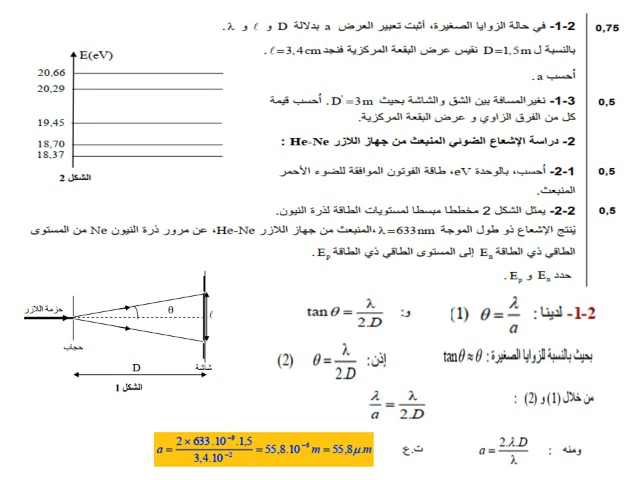 0,75
1-2- في حالة الزوايا الصغيرة، أثبت تعبير العرض a بدلالة D و ℓ و λ.
بالنسبة ل D=1,5m نقيس عرض البقعة المركزية فنجد ℓ=3,4cm.
أحسب a.
0,5
1-3- نغير المسافة بين الشق والشاشة بحيث D'=3m. أحسب قيمة
كل من الفرق الزاوي و عرض البقعة المركزية.
2- دراسة الإشعاع الضوئي المنبعث من جهاز اللازر He-Ne :
0,5
2-1- أحسب، بالوحدة eV، طاقة الفوتون الموافقة للضوء الأحمر
المنبعث.
0,5
2-2- يمثل الشكل 2 مخططا مبسطا لمستويات الطاقة لذرة النيون.
يُنتج الإشعاع ذو طول الموجة λ=633nm، المنبعث من جهاز اللازر He-Ne، عن مرور ذرة النيون Ne من المستوى
الطاقي ذي الطاقة En إلى المستوى الطاقي ذي الطاقة Ep.
حدد En و Ep.
E(eV)
20,66
20,29
19,45
18,70
18,37
الشكل 2
حزمة اللازر
θ
ℓ
حجاب
D
شاشة
الشكل 1
1-2- لدينا : θ = λ/a (1) و: tan θ = λ/2.D
بحيث بالنسبة للزوايا الصغيرة : tan θ ≈ θ إذن: θ = λ/2.D (2)
من خلال (1) و (2) : λ/a = λ/2.D
ومنه : a = 2.λ.D/λ ت.ع a = 2×633.10⁻⁹.1,5/3,4.10⁻² = 55,8.10⁻⁶ m = 55,8 μ.m